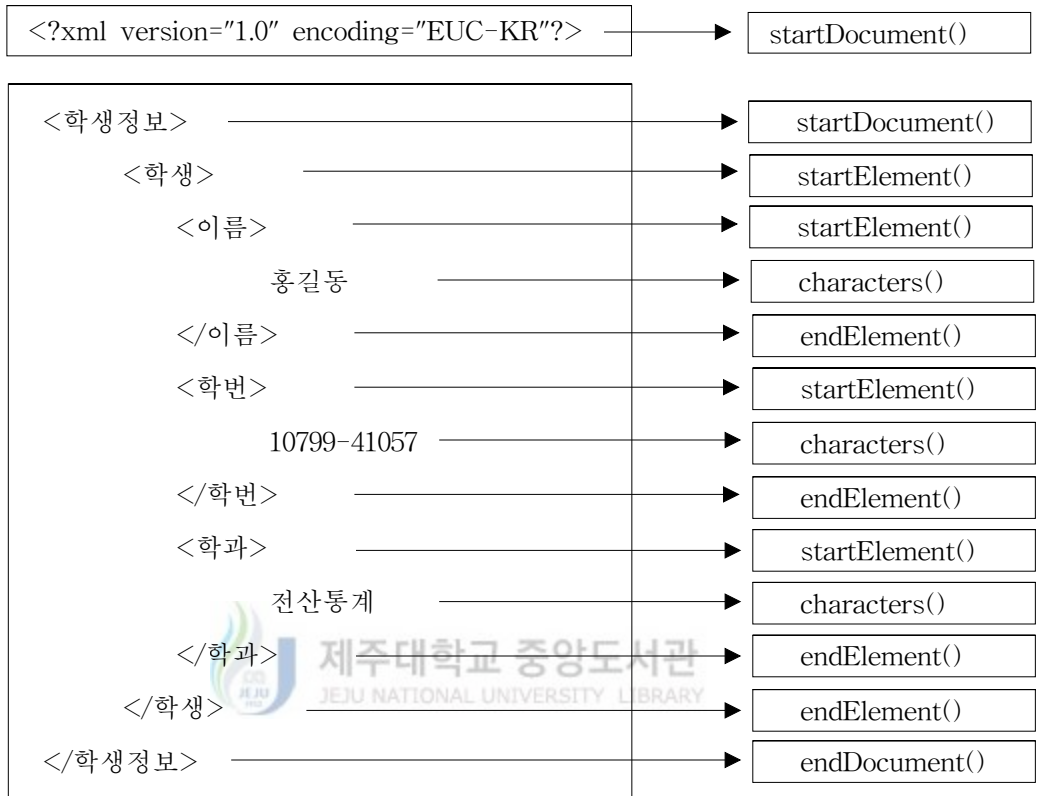 <?xml version="1.0" encoding="EUC-KR"?> startDocument()
<학생정보> startDocument()
<학생> startElement()
<이름> startElement()
홍길동 characters()
</이름> endElement()
<학번> startElement()
10799-41057 characters()
</학번> endElement()
<학과> startElement()
전산통계 characters()
</학과> endElement()
제주대학교 중앙도서관
JEJU NATIONAL UNIVERSITY LIBRARY
JEJU
1952
</학생> endElement()
</학생정보> endDocument()